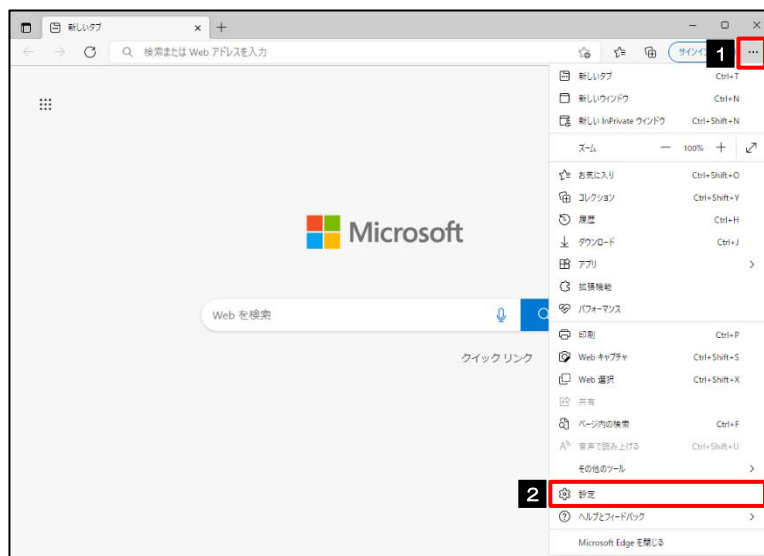 新しいタブ
検索または Web アドレスを入力
1
新しいタブ Ctrl+T
新しいウィンドウ Ctrl+N
新しい InPrivate ウィンドウ Ctrl+Shift+N
ズーム 100%
お気に入り Ctrl+Shift+O
コレクション Ctrl+Shift+Y
履歴 Ctrl+H
ダウンロード Ctrl+J
アプリ
拡張機能
パフォーマンス
Microsoft
Web を検索
クイック リンク
印刷 Ctrl+P
Web キャプチャ Ctrl+Shift+S
Web 選択 Ctrl+Shift+X
共有
ページ内の検索 Ctrl+F
音声で読み上げる Ctrl+Shift+U
その他のツール
2 設定
ヘルプとフィードバック
Microsoft Edge を閉じる